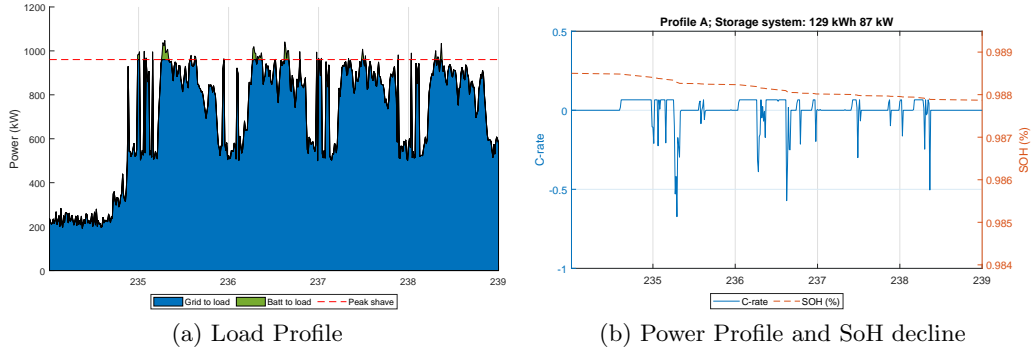 Power (kW)
1200
1000
800
600
400
200
0
235
236
237
238
239
Grid to load
Batt to load
Peak shave
(a) Load Profile
Profile A; Storage system: 129 kWh 87 kW
C-rate
0.5
0
-0.5
-1
235
236
237
238
239
0.989
0.988
0.987
0.986
0.985
0.984
SOH (%)
C-rate
SOH (%)
(b) Power Profile and SoH decline